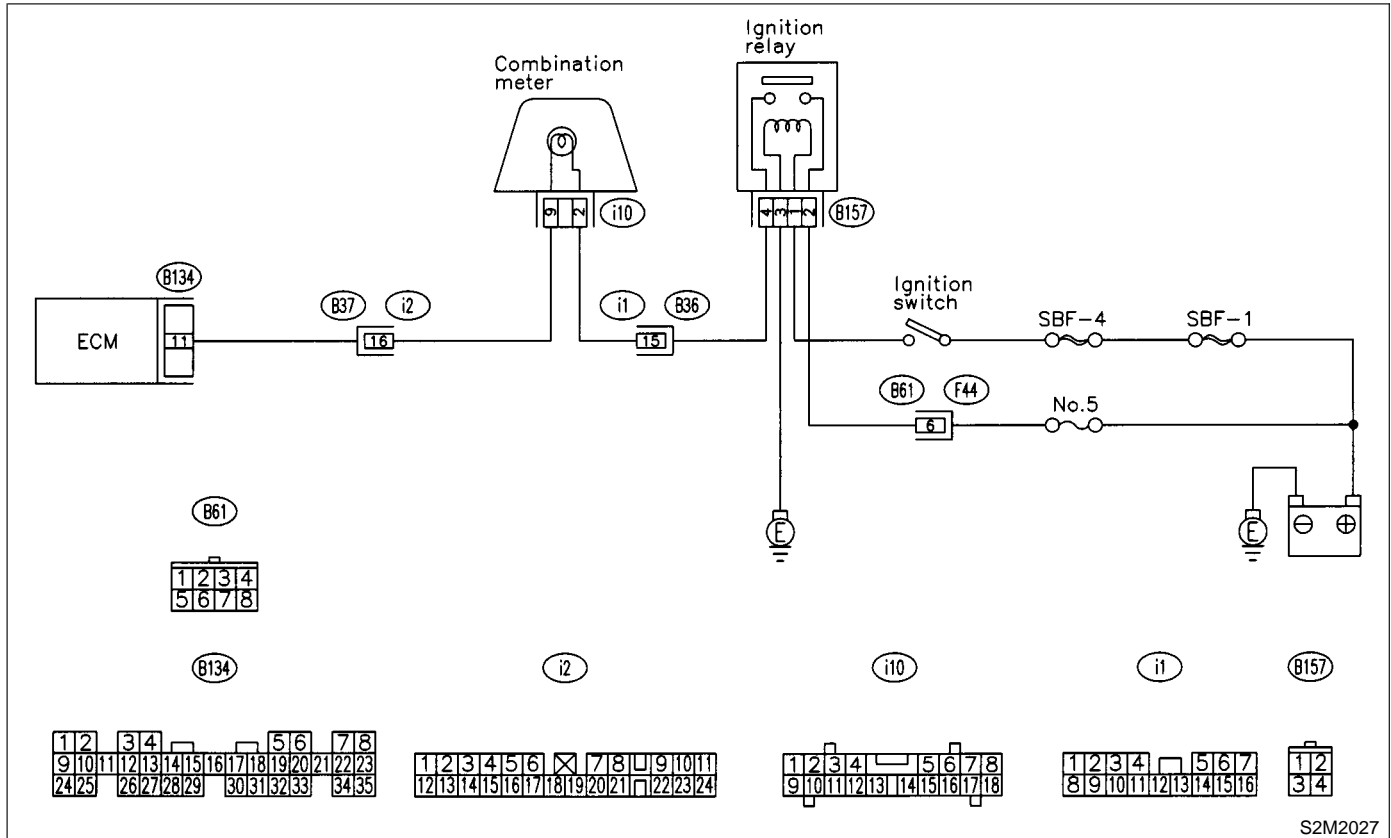 Ignition
relay
Combination
meter
9 2 i10
4 3 1 2 B157
B134
B37 i2
i1 B36
Ignition
switch
SBF-4 SBF-1
ECM 11
16
15
B61 F44
No.5
6
E
E ⊖ ⊕
B61
1 2 3 4
5 6 7 8
B134 i2 i10 i1 B157
1 2 3 4 5 6 7 8
9 10 11 12 13 14 15 16 17 18 19 20 21 22 23
24 25 26 27 28 29 30 31 32 33 34 35
1 2 3 4 5 6 7 8 9 10 11
12 13 14 15 16 17 18 19 20 21 22 23 24
1 2 3 4 5 6 7 8
9 10 11 12 13 14 15 16 17 18
1 2 3 4 5 6 7
8 9 10 11 12 13 14 15 16
1 2
3 4
S2M2027